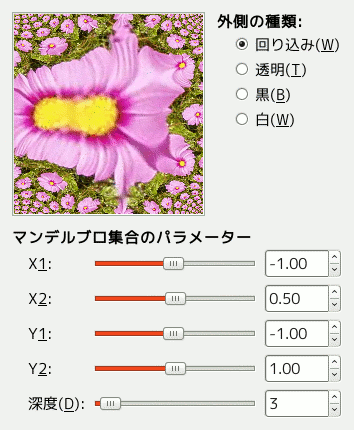 外側の種類:
回り込み(W)
透明(T)
黒(B)
白(W)
マンデルブロ集合のパラメーター
X1: -1.00
X2: 0.50
Y1: -1.00
Y2: 1.00
深度(D): 3